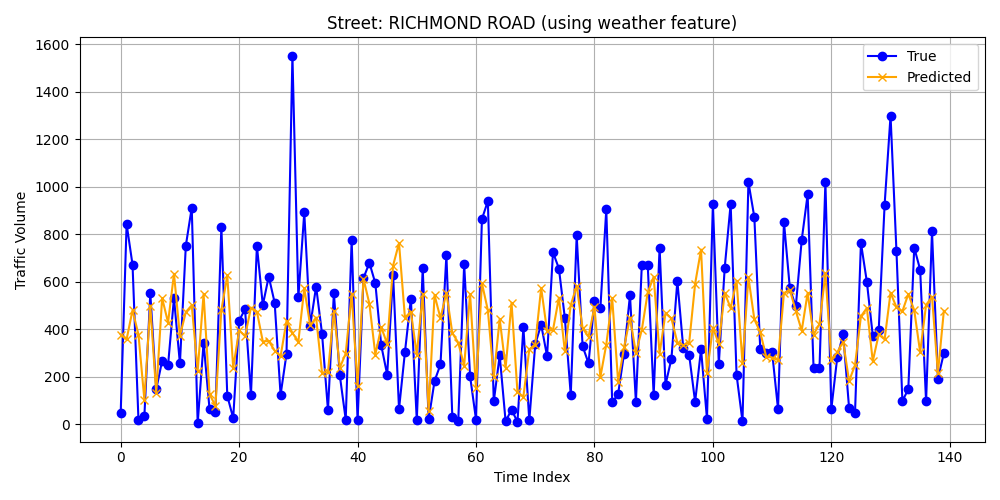 Street: RICHMOND ROAD (using weather feature)
True
Predicted
Traffic Volume
1600
1400
1200
1000
800
600
400
200
0
0 20 40 60 80 100 120 140
Time Index